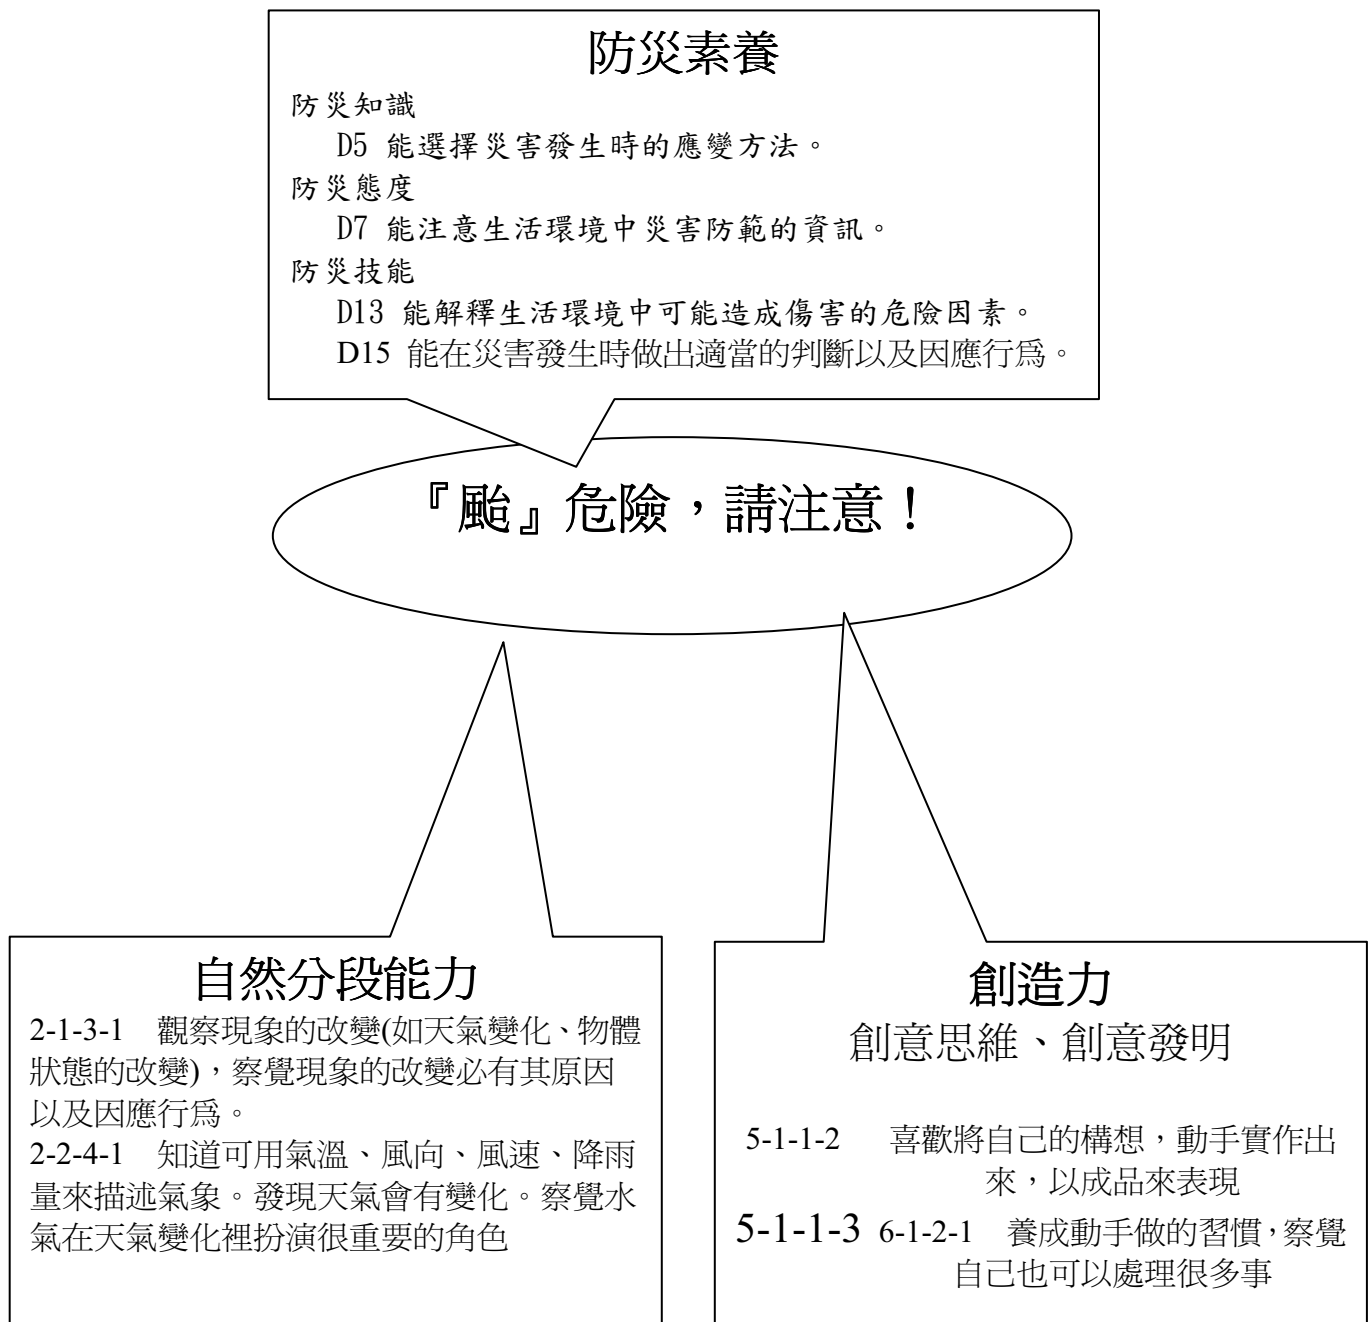 防災素養
防災知識
D5 能選擇災害發生時的應變方法。
防災態度
D7 能注意生活環境中災害防範的資訊。
防災技能
D13 能解釋生活環境中可能造成傷害的危險因素。
D15 能在災害發生時做出適當的判斷以及因應行為。
『颱』危險，請注意！
自然分段能力
2-1-3-1 觀察現象的改變(如天氣變化、物體
狀態的改變)，察覺現象的改變必有其原因
以及因應行為。
2-2-4-1 知道可用氣溫、風向、風速、降雨
量來描述氣象。發現天氣會有變化。察覺水
氣在天氣變化裡扮演很重要的角色
創造力
創意思維、創意發明
5-1-1-2 喜歡將自己的構想，動手實作出
來，以成品來表現
5-1-1-3 6-1-2-1 養成動手做的習慣，察覺
自己也可以處理很多事